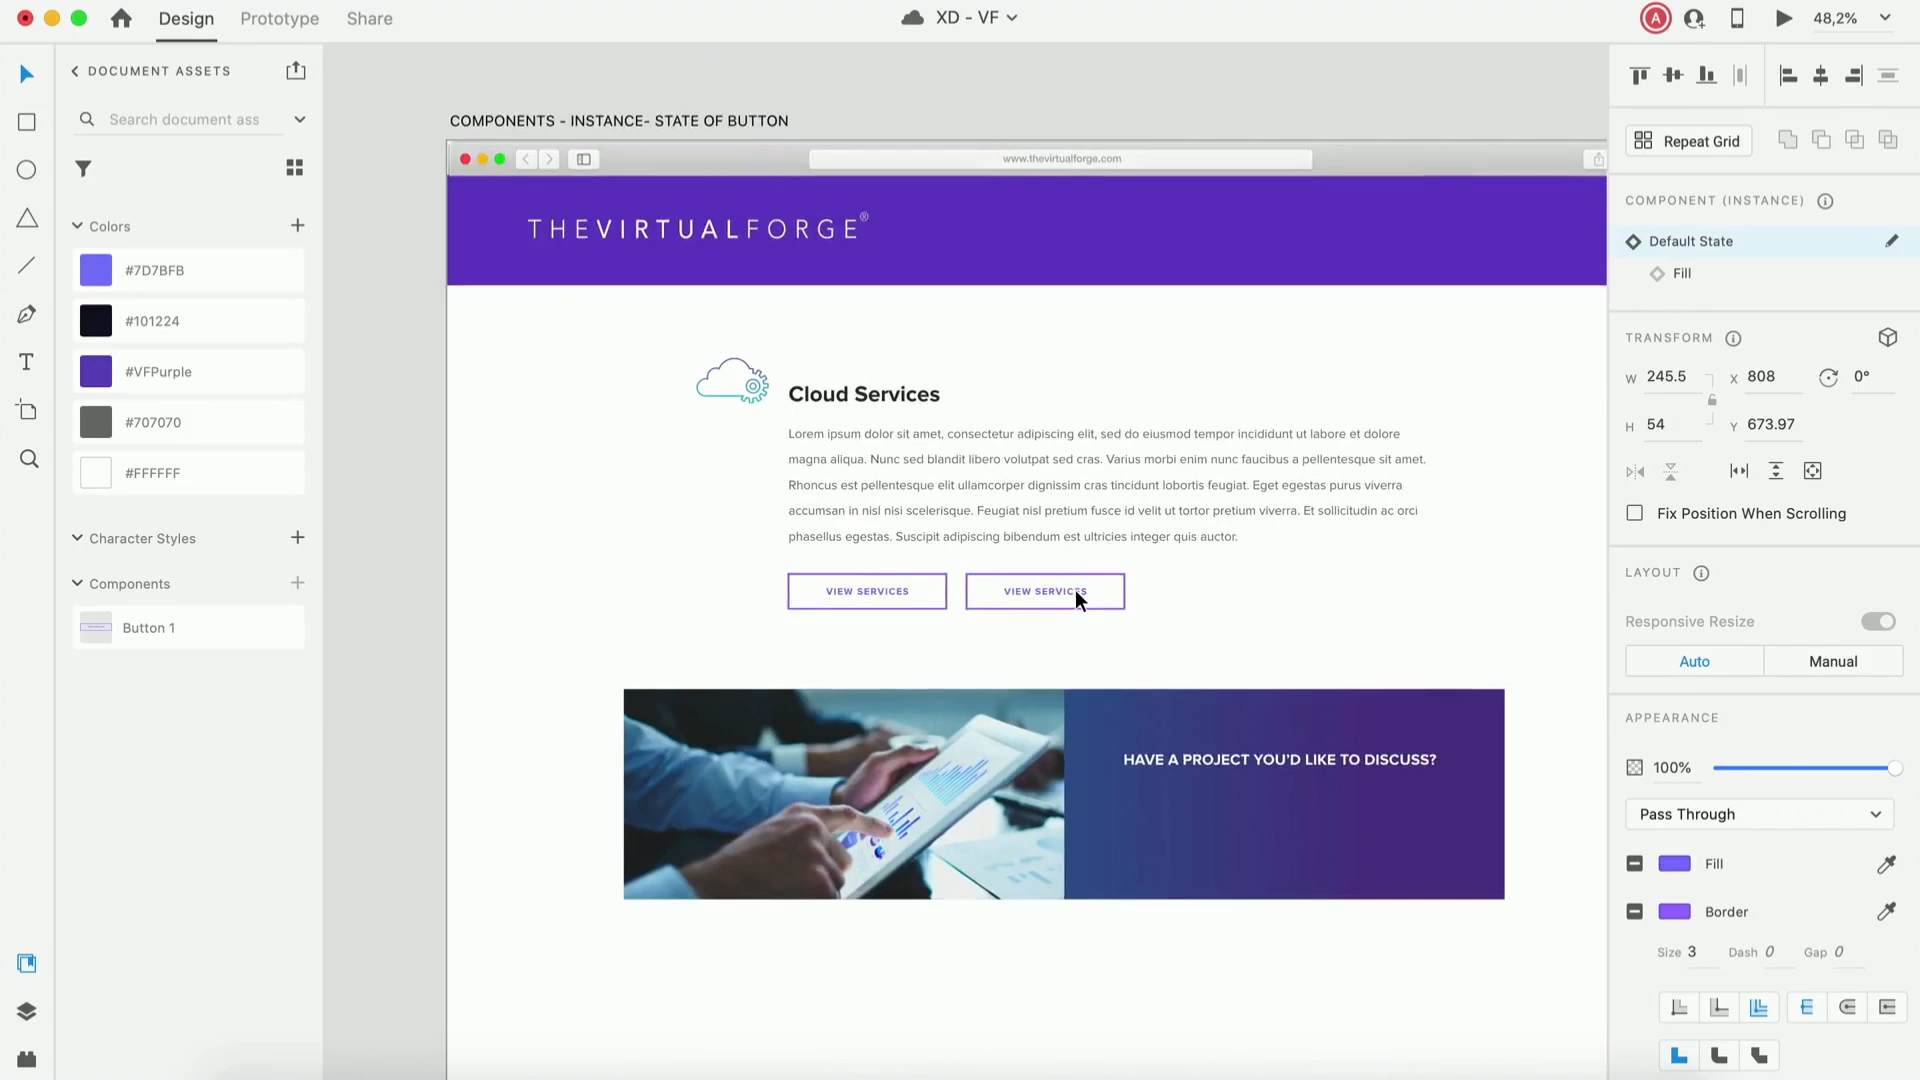 Design
Prototype
Share
XD - VF
A
48,2%
DOCUMENT ASSETS
Search document ass
Colors
#7D7BFB
#101224
#VFPurple
#707070
#FFFFFF
Character Styles
Components
Button 1
COMPONENTS - INSTANCE- STATE OF BUTTON
www.thevirtualforge.com
THEVIRTUALFORGE®
Cloud Services
Lorem ipsum dolor sit amet, consectetur adipiscing elit, sed do eiusmod tempor incididunt ut labore et dolore
magna aliqua. Nunc sed blandit libero volutpat sed cras. Varius morbi enim nunc faucibus a pellentesque sit amet.
Rhoncus est pellentesque elit ullamcorper dignissim cras tincidunt lobortis feugiat. Eget egestas purus viverra
accumsan in nisl nisi scelerisque. Feugiat nisl pretium fusce id velit ut tortor pretium viverra. Et sollicitudin ac orci
phasellus egestas. Suscipit adipiscing bibendum est ultricies integer quis auctor.
VIEW SERVICES
VIEW SERVICES
HAVE A PROJECT YOU'D LIKE TO DISCUSS?
Repeat Grid
COMPONENT (INSTANCE)
Default State
Fill
TRANSFORM
W 245.5 X 808 0°
H 54 Y 673.97
Fix Position When Scrolling
LAYOUT
Responsive Resize
Auto
Manual
APPEARANCE
100%
Pass Through
Fill
Border
Size 3 Dash 0 Gap 0